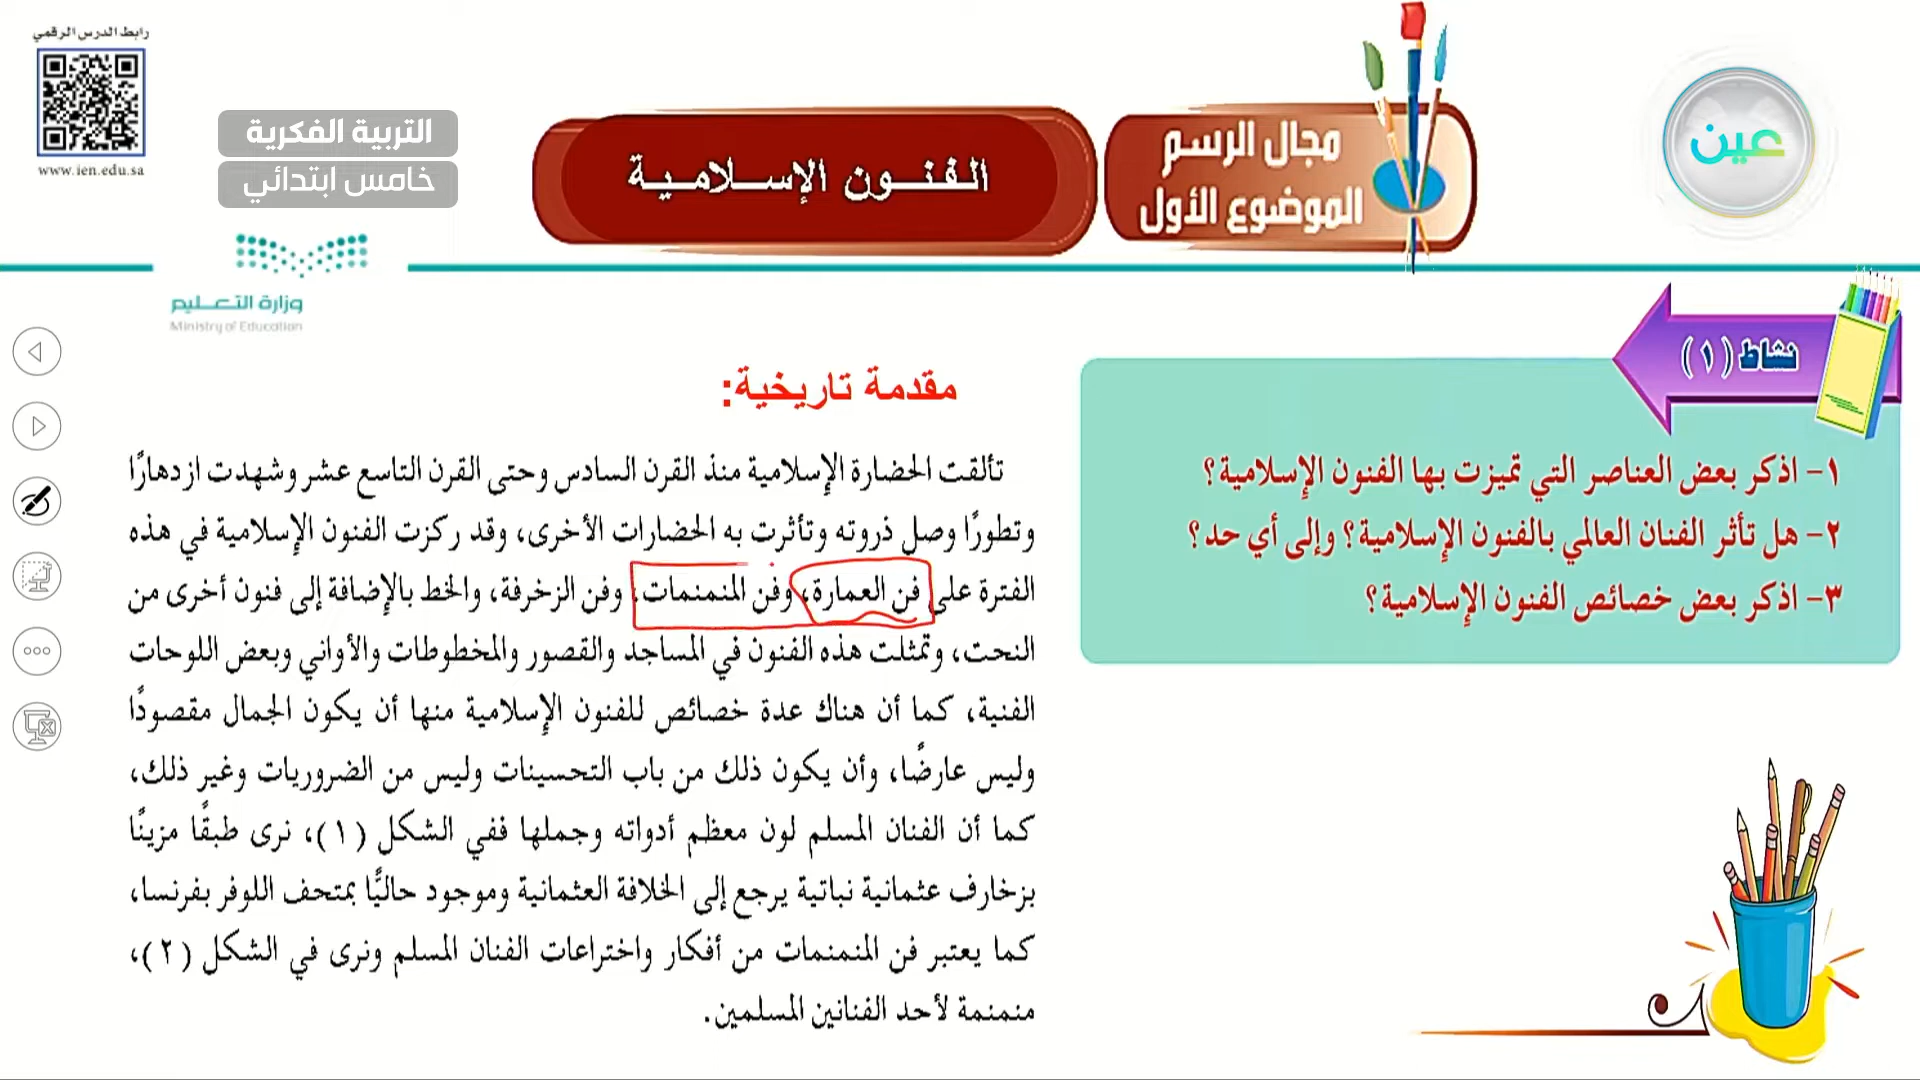 رابط الدرس الرقمي
www.ien.edu.sa
التربية الفكرية
خامس ابتدائي
وزارة التعليم
Ministry of Education
مجال الرسم
الموضوع الأول
الفنون الإسلامية
عين
نشاط (١)
١- اذكر بعض العناصر التي تميزت بها الفنون الإسلامية؟
٢- هل تأثر الفنان العالمي بالفنون الإسلامية؟ وإلى أي حد؟
٣- اذكر بعض خصائص الفنون الإسلامية؟
مقدمة تاريخية:
تألقت الحضارة الإسلامية منذ القرن السادس وحتى القرن التاسع عشر وشهدت ازدهارًا
وتطورًا وصل ذروته وتأثرت به الحضارات الأخرى، وقد ركزت الفنون الإسلامية في هذه
الفترة على فن العمارة، وفن المنمنمات، وفن الزخرفة، والخط بالإضافة إلى فنون أخرى من
النحت، وتمثلت هذه الفنون في المساجد والقصور والمخطوطات والأواني وبعض اللوحات
الفنية، كما أن هناك عدة خصائص للفنون الإسلامية منها أن يكون الجمال مقصودًا
وليس عارضًا، وأن يكون ذلك من باب التحسينات وليس من الضروريات وغير ذلك،
كما أن الفنان المسلم لون معظم أدواته وجملها ففي الشكل (١)، نرى طبقًا مزينًا
بزخارف عثمانية نباتية يرجع إلى الخلافة العثمانية وموجود حاليًّا بمتحف اللوفر بفرنسا،
كما يعتبر فن المنمنمات من أفكار واختراعات الفنان المسلم ونرى في الشكل (٢)،
منمنمة لأحد الفنانين المسلمين.